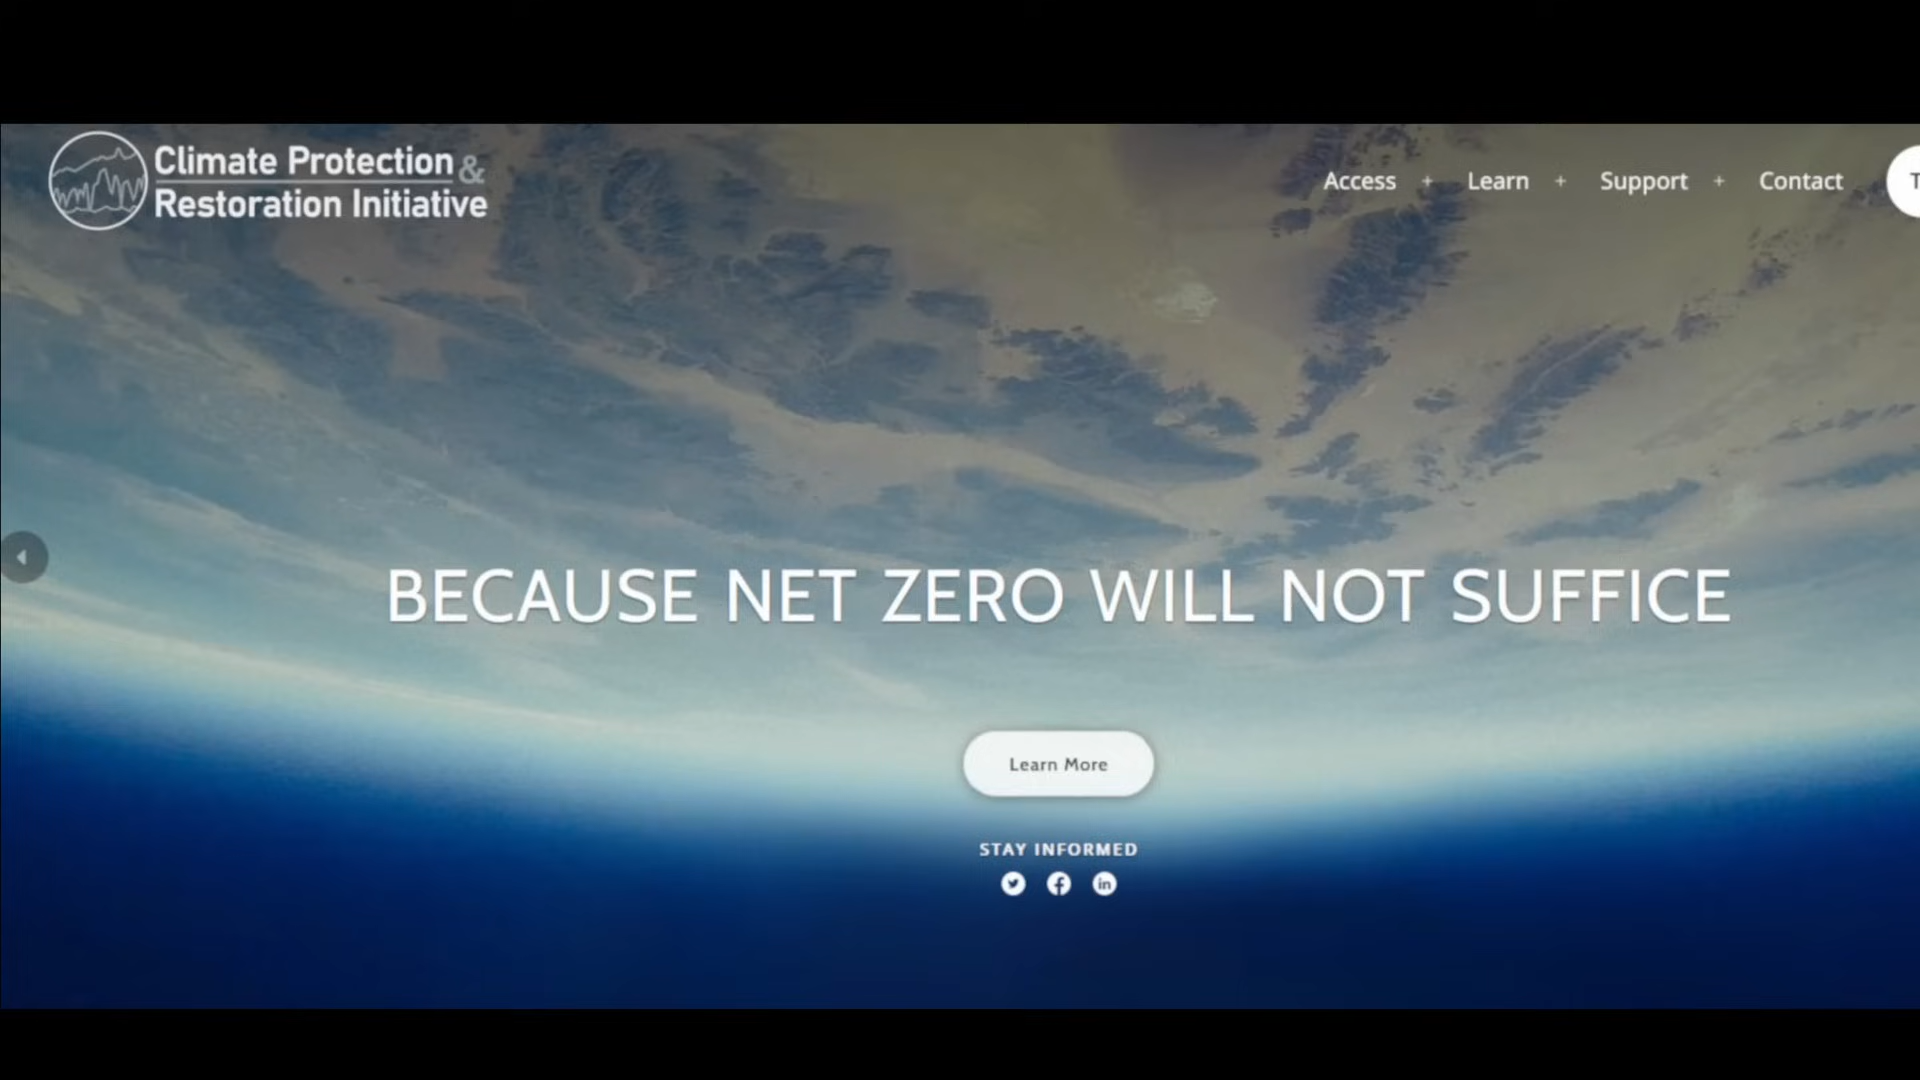 Climate Protection &
Restoration Initiative
Access + Learn + Support + Contact
BECAUSE NET ZERO WILL NOT SUFFICE
Learn More
STAY INFORMED